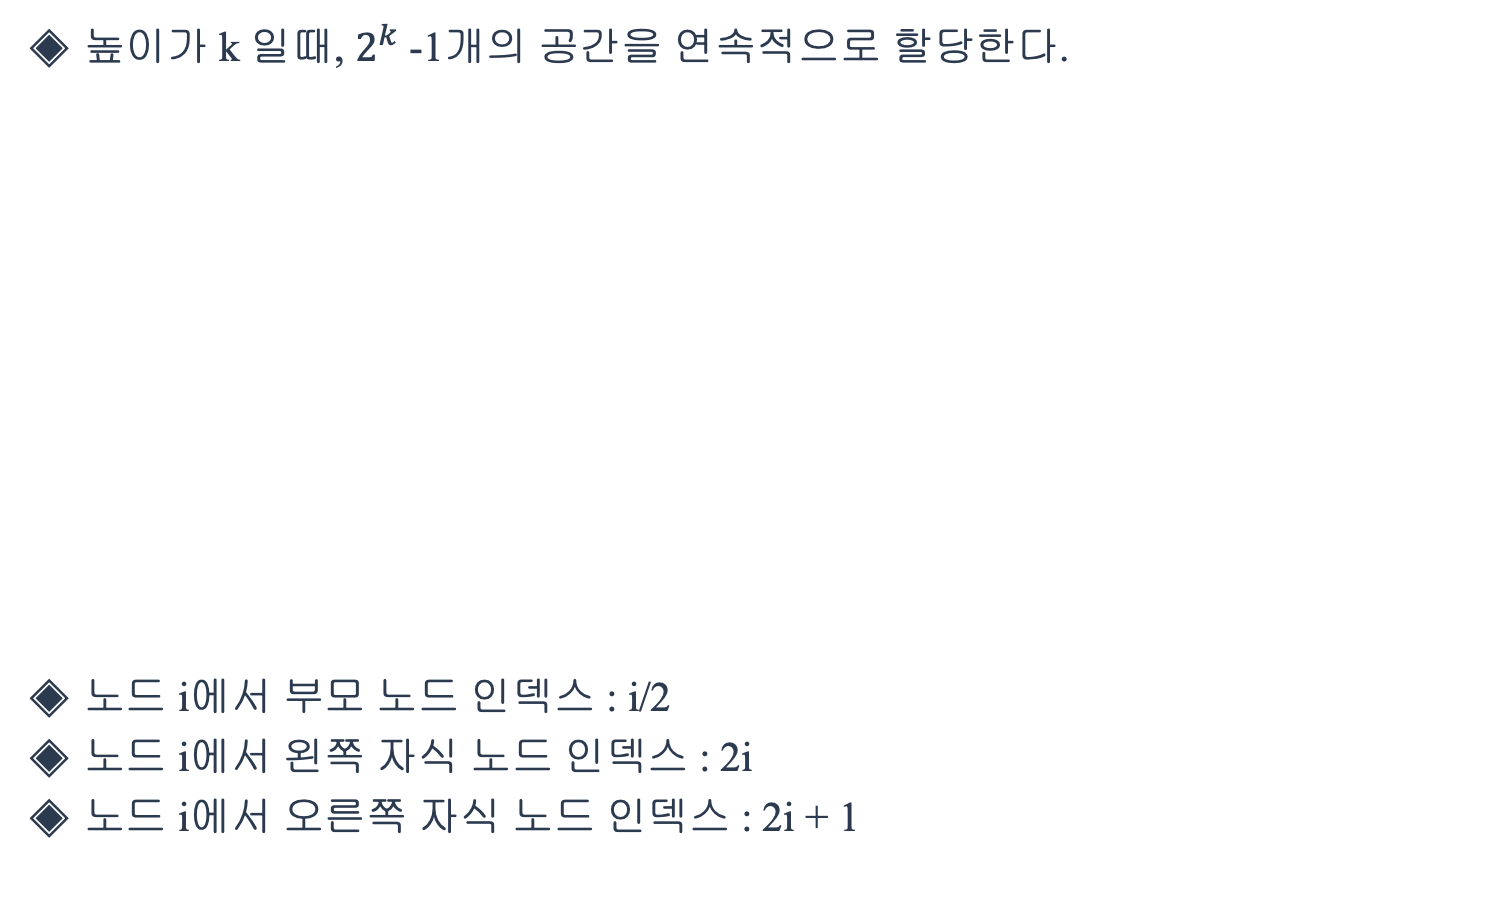 ◈ 높이가 k 일때, 2^k -1개의 공간을 연속적으로 할당한다.
◈ 노드 i에서 부모 노드 인덱스 : i/2
◈ 노드 i에서 왼쪽 자식 노드 인덱스 : 2i
◈ 노드 i에서 오른쪽 자식 노드 인덱스 : 2i + 1